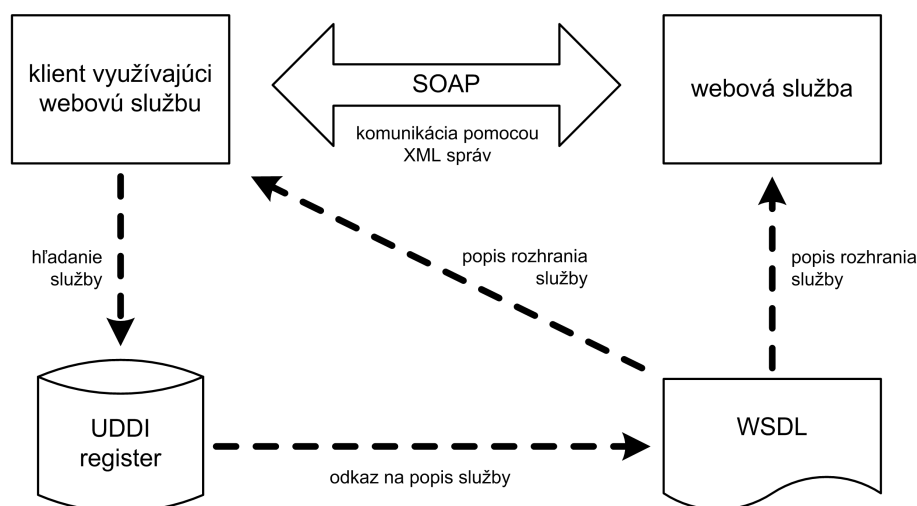 klient využívajúci
webovú službu
SOAP
komunikácia pomocou
XML správ
webová služba
hľadanie
služby
popis rozhrania
služby
popis rozhrania
služby
UDDI
register
odkaz na popis služby
WSDL